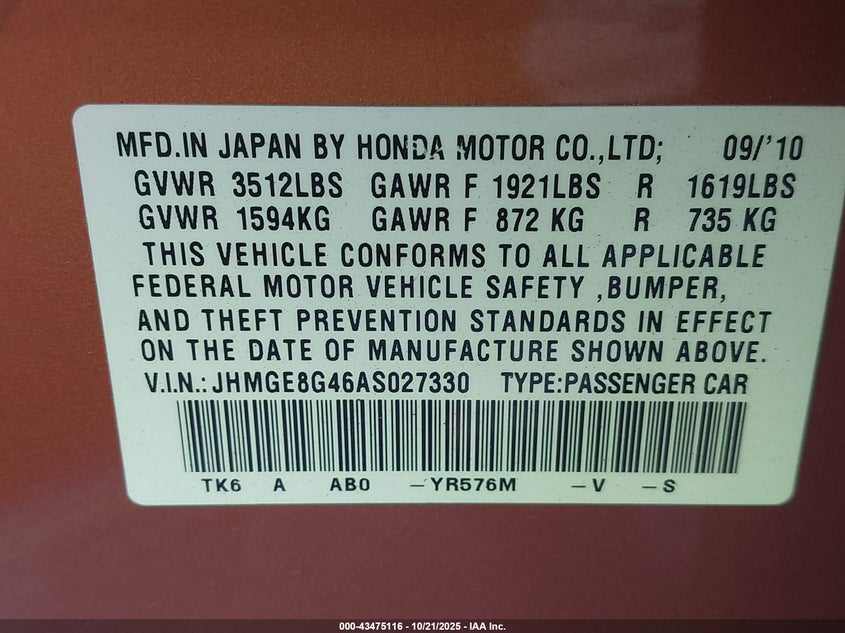 MFD.IN JAPAN BY HONDA MOTOR CO.,LTD; 09/'10
GVWR 3512LBS GAWR F 1921LBS R 1619LBS
GVWR 1594KG GAWR F 872 KG R 735 KG
THIS VEHICLE CONFORMS TO ALL APPLICABLE
FEDERAL MOTOR VEHICLE SAFETY ,BUMPER,
AND THEFT PREVENTION STANDARDS IN EFFECT
ON THE DATE OF MANUFACTURE SHOWN ABOVE.
V.I.N.: JHMGE8G46AS027330 TYPE:PASSENGER CAR
TK6 A AB0 -YR576M -V -S
000-43475116 - 10/21/2025 - IAA Inc.